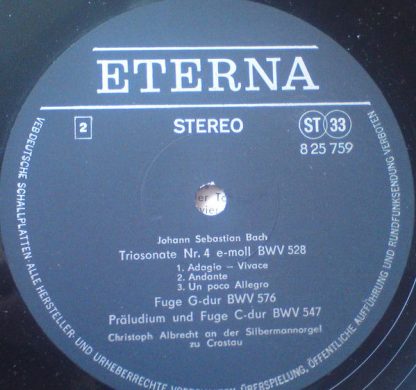 ETERNA
2
STEREO
ST 33
8 25 759
Johann Sebastian Bach
Triosonate Nr. 4 e-moll BWV 528
1. Adagio – Vivace
2. Andante
3. Un poco Allegro
Fuge G-dur BWV 576
Präludium und Fuge C-dur BWV 547
Christoph Albrecht an der Silbermannorgel
zu Crostau
VEB DEUTSCHE SCHALLPLATTEN · ALLE HERSTELLER- UND URHEBERRECHTE VORBEHALTEN · ÜBERSPIELUNG, ÖFFENTLICHE AUFFÜHRUNG UND RUNDFUNKSENDUNG VERBOTEN